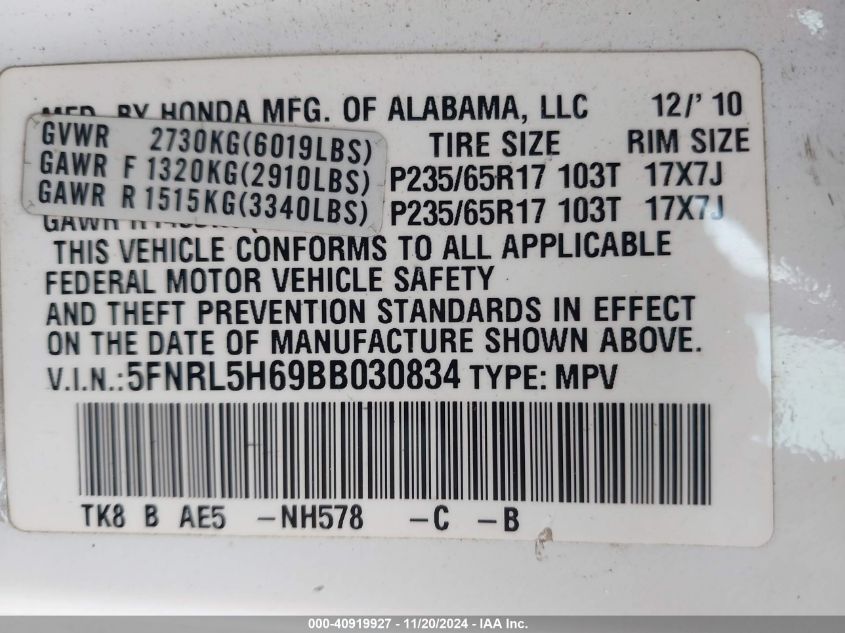 MFD. BY HONDA MFG. OF ALABAMA, LLC 12/' 10
GVWR 2730KG(6019LBS) TIRE SIZE RIM SIZE
GAWR F 1320KG(2910LBS) P235/65R17 103T 17X7J
GAWR R 1515KG(3340LBS) P235/65R17 103T 17X7J
GAWR R
THIS VEHICLE CONFORMS TO ALL APPLICABLE
FEDERAL MOTOR VEHICLE SAFETY
AND THEFT PREVENTION STANDARDS IN EFFECT
ON THE DATE OF MANUFACTURE SHOWN ABOVE.
V.I.N.:5FNRL5H69BB030834 TYPE: MPV
TK8 B AE5 -NH578 -C -B
000-40919927 - 11/20/2024 - IAA Inc.